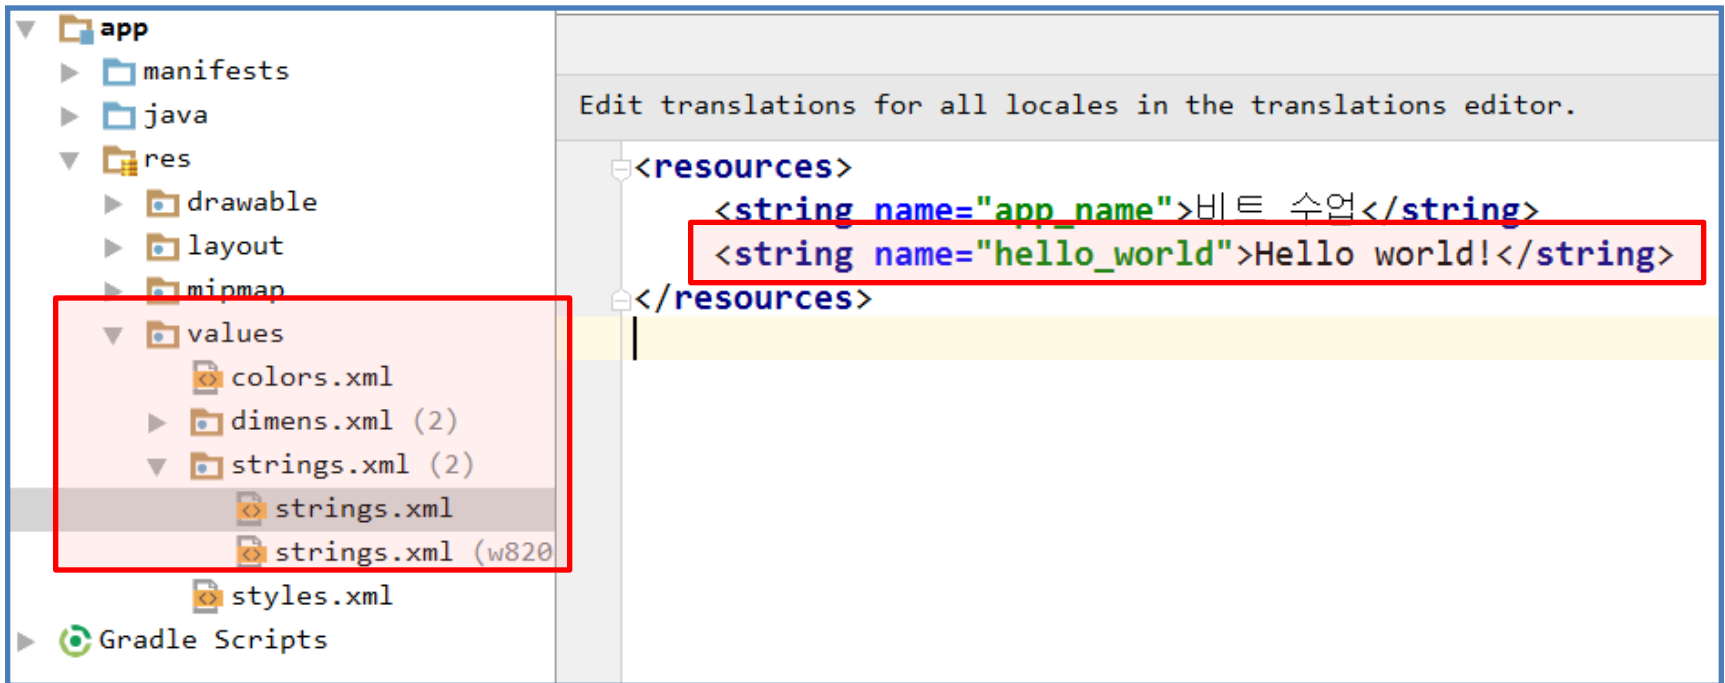 app
manifests
java
res
drawable
layout
mipmap
values
colors.xml
dimens.xml (2)
strings.xml (2)
strings.xml
strings.xml (w820
styles.xml
Gradle Scripts
Edit translations for all locales in the translations editor.
<resources>
<string name="app_name">비트 수업</string>
<string name="hello_world">Hello world!</string>
</resources>